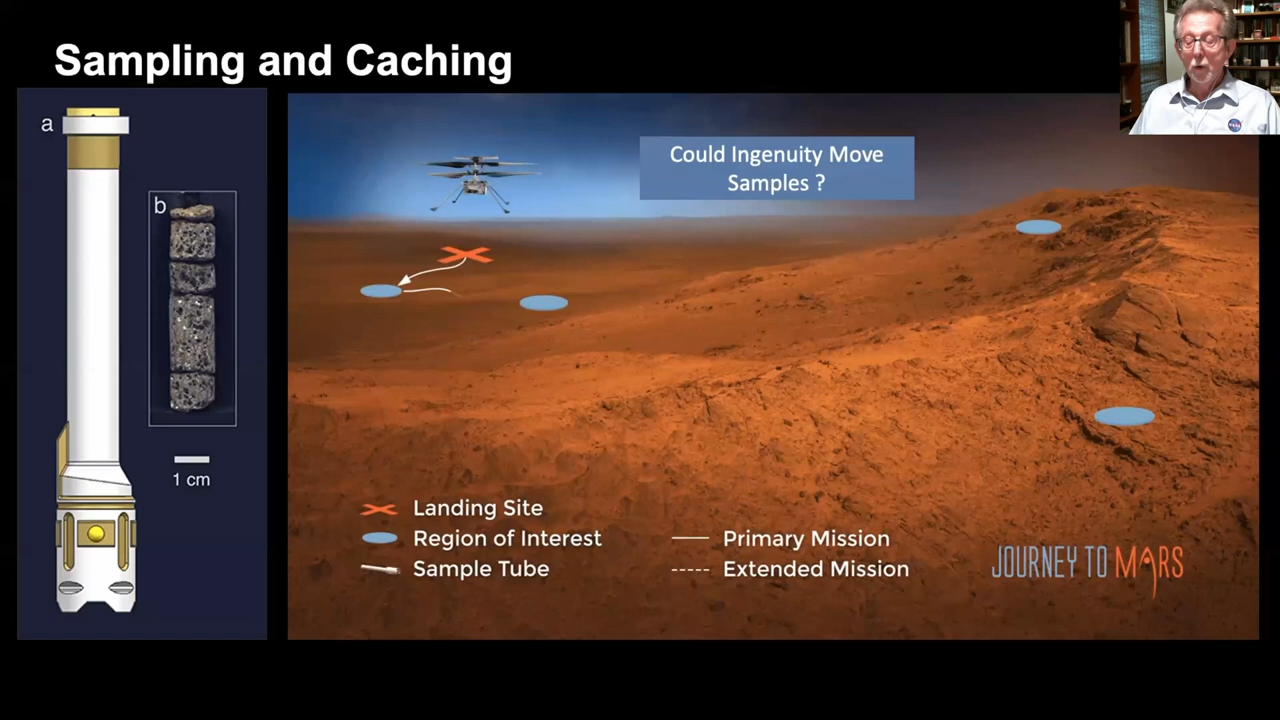 Sampling and Caching
a
b
1 cm
Could Ingenuity Move
Samples ?
Landing Site
Region of Interest
Sample Tube
Primary Mission
Extended Mission
JOURNEY TO MARS
NASA